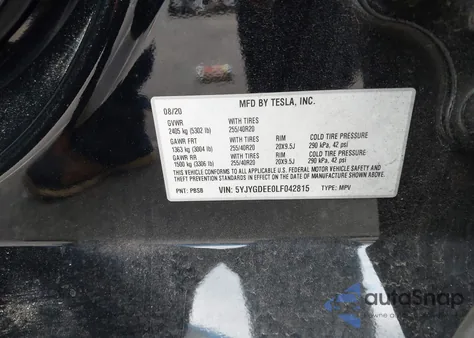 MFD BY TESLA, INC.
08/20
GVWR WITH TIRES
2405 kg (5302 lb) 255/40R20
GAWR FRT WITH TIRES RIM COLD TIRE PRESSURE
1363 kg (3004 lb) 255/40R20 20X9.5J 290 kPa, 42 psi
GAWR RR WITH TIRES RIM COLD TIRE PRESSURE
1500 kg (3306 lb) 255/40R20 20X9.5J 290 kPa, 42 psi
THIS VEHICLE CONFORMS TO ALL APPLICABLE U.S. FEDERAL MOTOR VEHICLE SAFETY AND
THEFT PREVENTION STANDARDS IN EFFECT ON THE DATE OF MANUFACTURE SHOWN ABOVE.
PNT: PBSB VIN: 5YJYGDEE0LF042815 TYPE: MPV
autoSnap